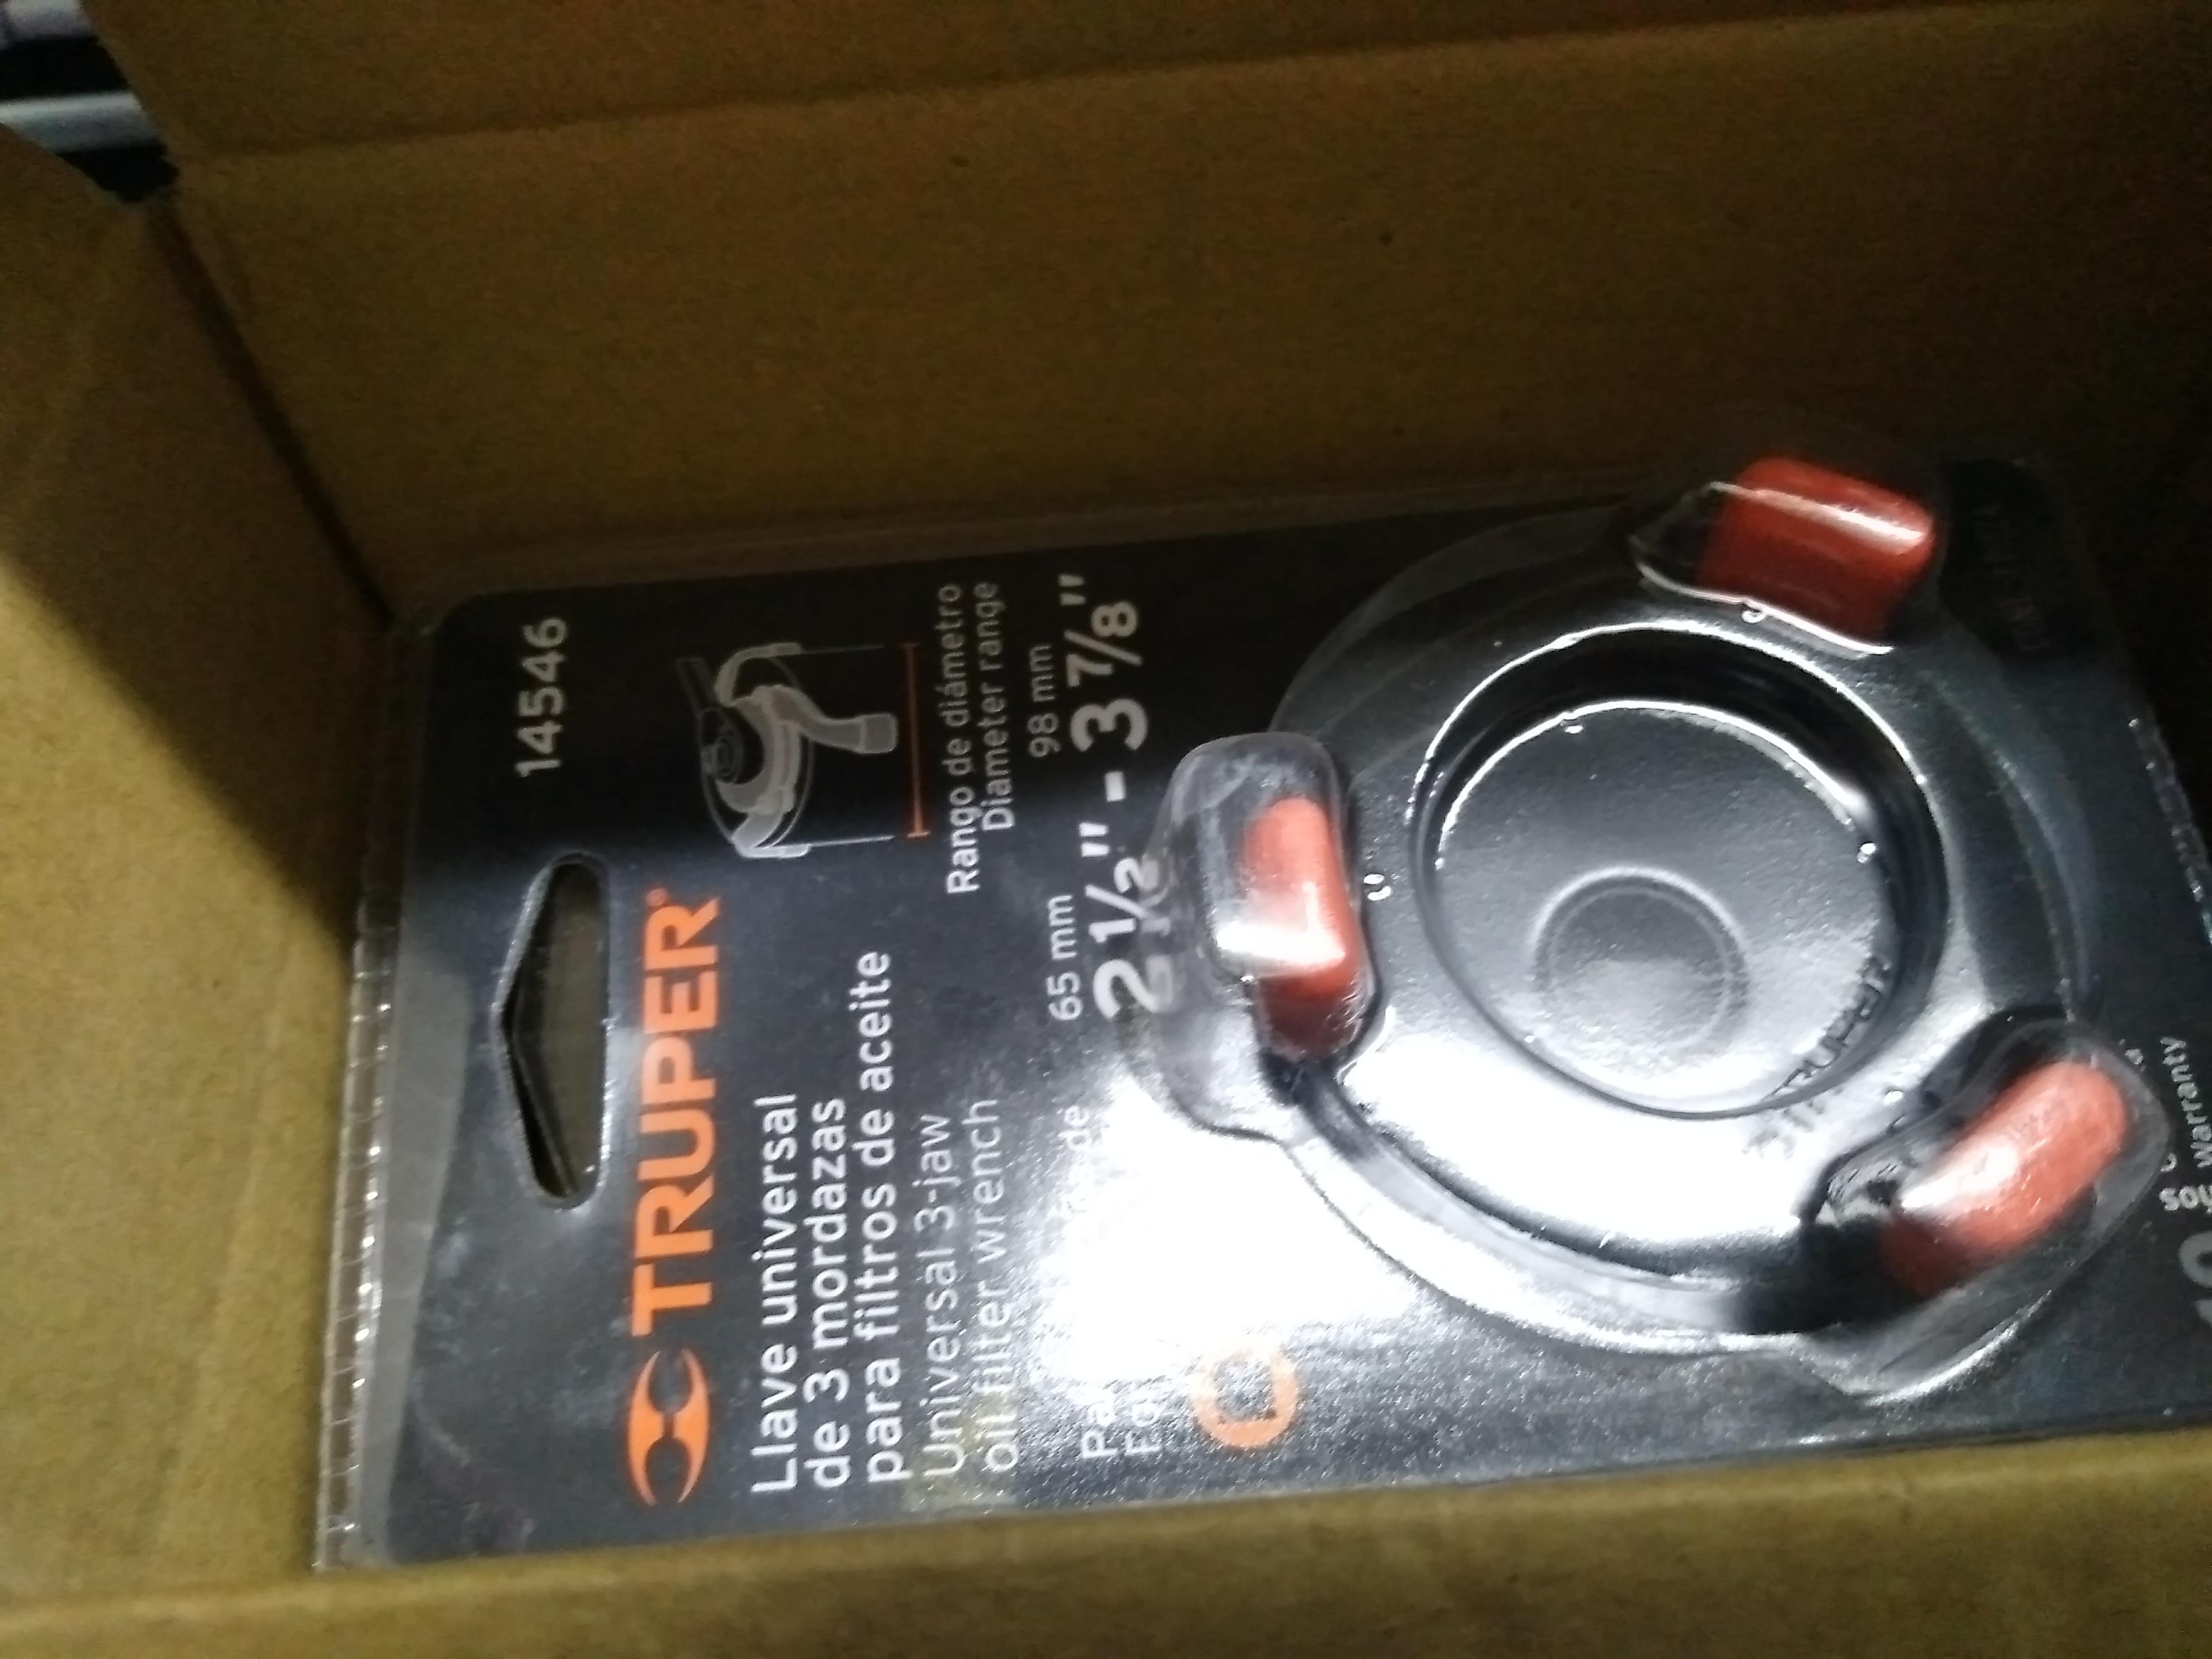 14546
TRUPER®
Llave universal
de 3 mordazas
para filtros de aceite
Universal 3-jaw
oil filter wrench
Rango de diámetro
Diameter range
65 mm 98 mm
2 1/2" - 3 7/8"
TRUPER
Warranty